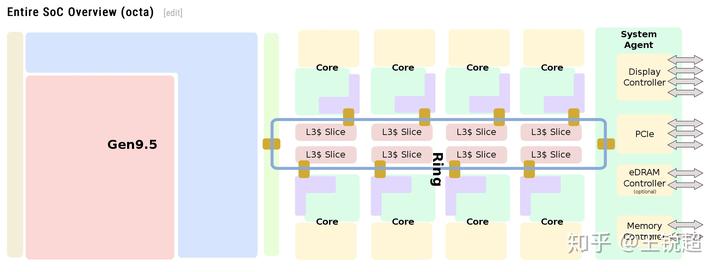 Entire SoC Overview (octa) [edit]
System
Agent
Core Core Core Core
Display
Controller
Gen9.5
L3$ Slice L3$ Slice L3$ Slice L3$ Slice
PCIe
L3$ Slice L3$ Slice L3$ Slice L3$ Slice
Ring
eDRAM
Controller
(optional)
Core Core Core Core
Memory
Controller
知乎 @王锐超